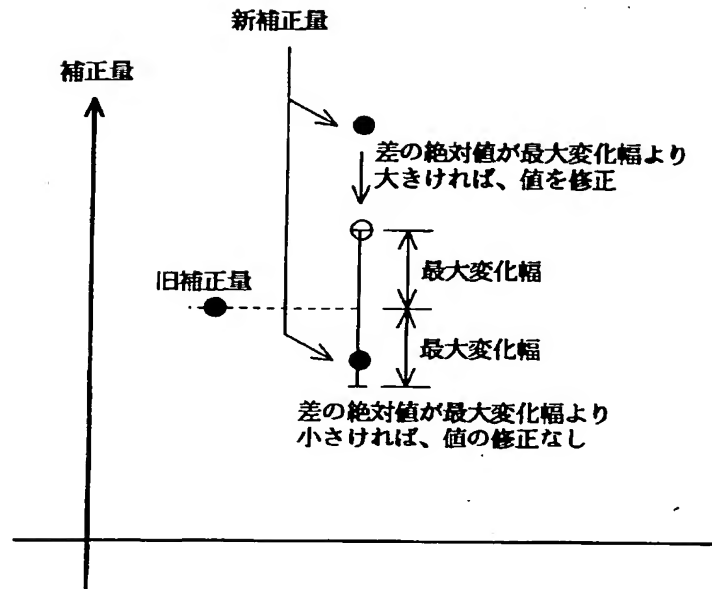 新補正量
補正量
差の絶対値が最大変化幅より
大きければ、値を修正
旧補正量
最大変化幅
最大変化幅
差の絶対値が最大変化幅より
小さければ、値の修正なし